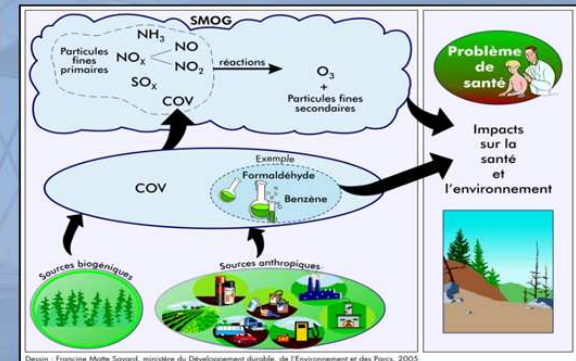 SMOG
Particules
fines
primaires
NH3
NOX
NO
NO2
SOX
COV
réactions
O3
+
Particules fines
secondaires
Problème
de
santé
Impacts
sur la
santé
et
l'environnement
COV
Exemple
Formaldéhyde
Benzène
Sources biogéniques
Sources anthropiques
Dessin : Francine Matte Savard, ministère du Développement durable, de l'Environnement et des Parcs, 2005